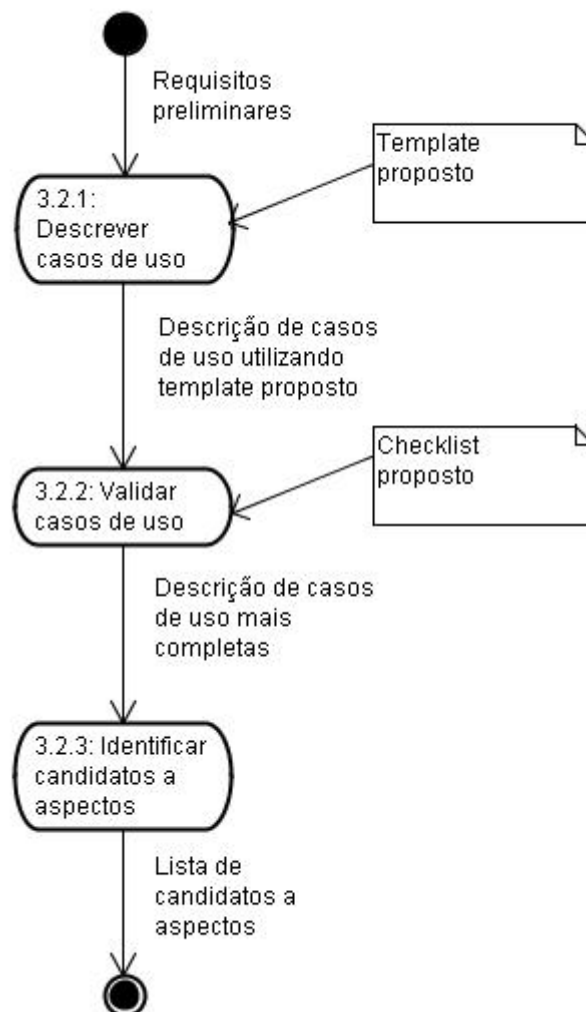 Requisitos
preliminares
Template
proposto
3.2.1:
Descrever
casos de uso
Descrição de casos
de uso utilizando
template proposto
Checklist
proposto
3.2.2: Validar
casos de uso
Descrição de casos
de uso mais
completas
3.2.3: Identificar
candidatos a
aspectos
Lista de
candidatos a
aspectos